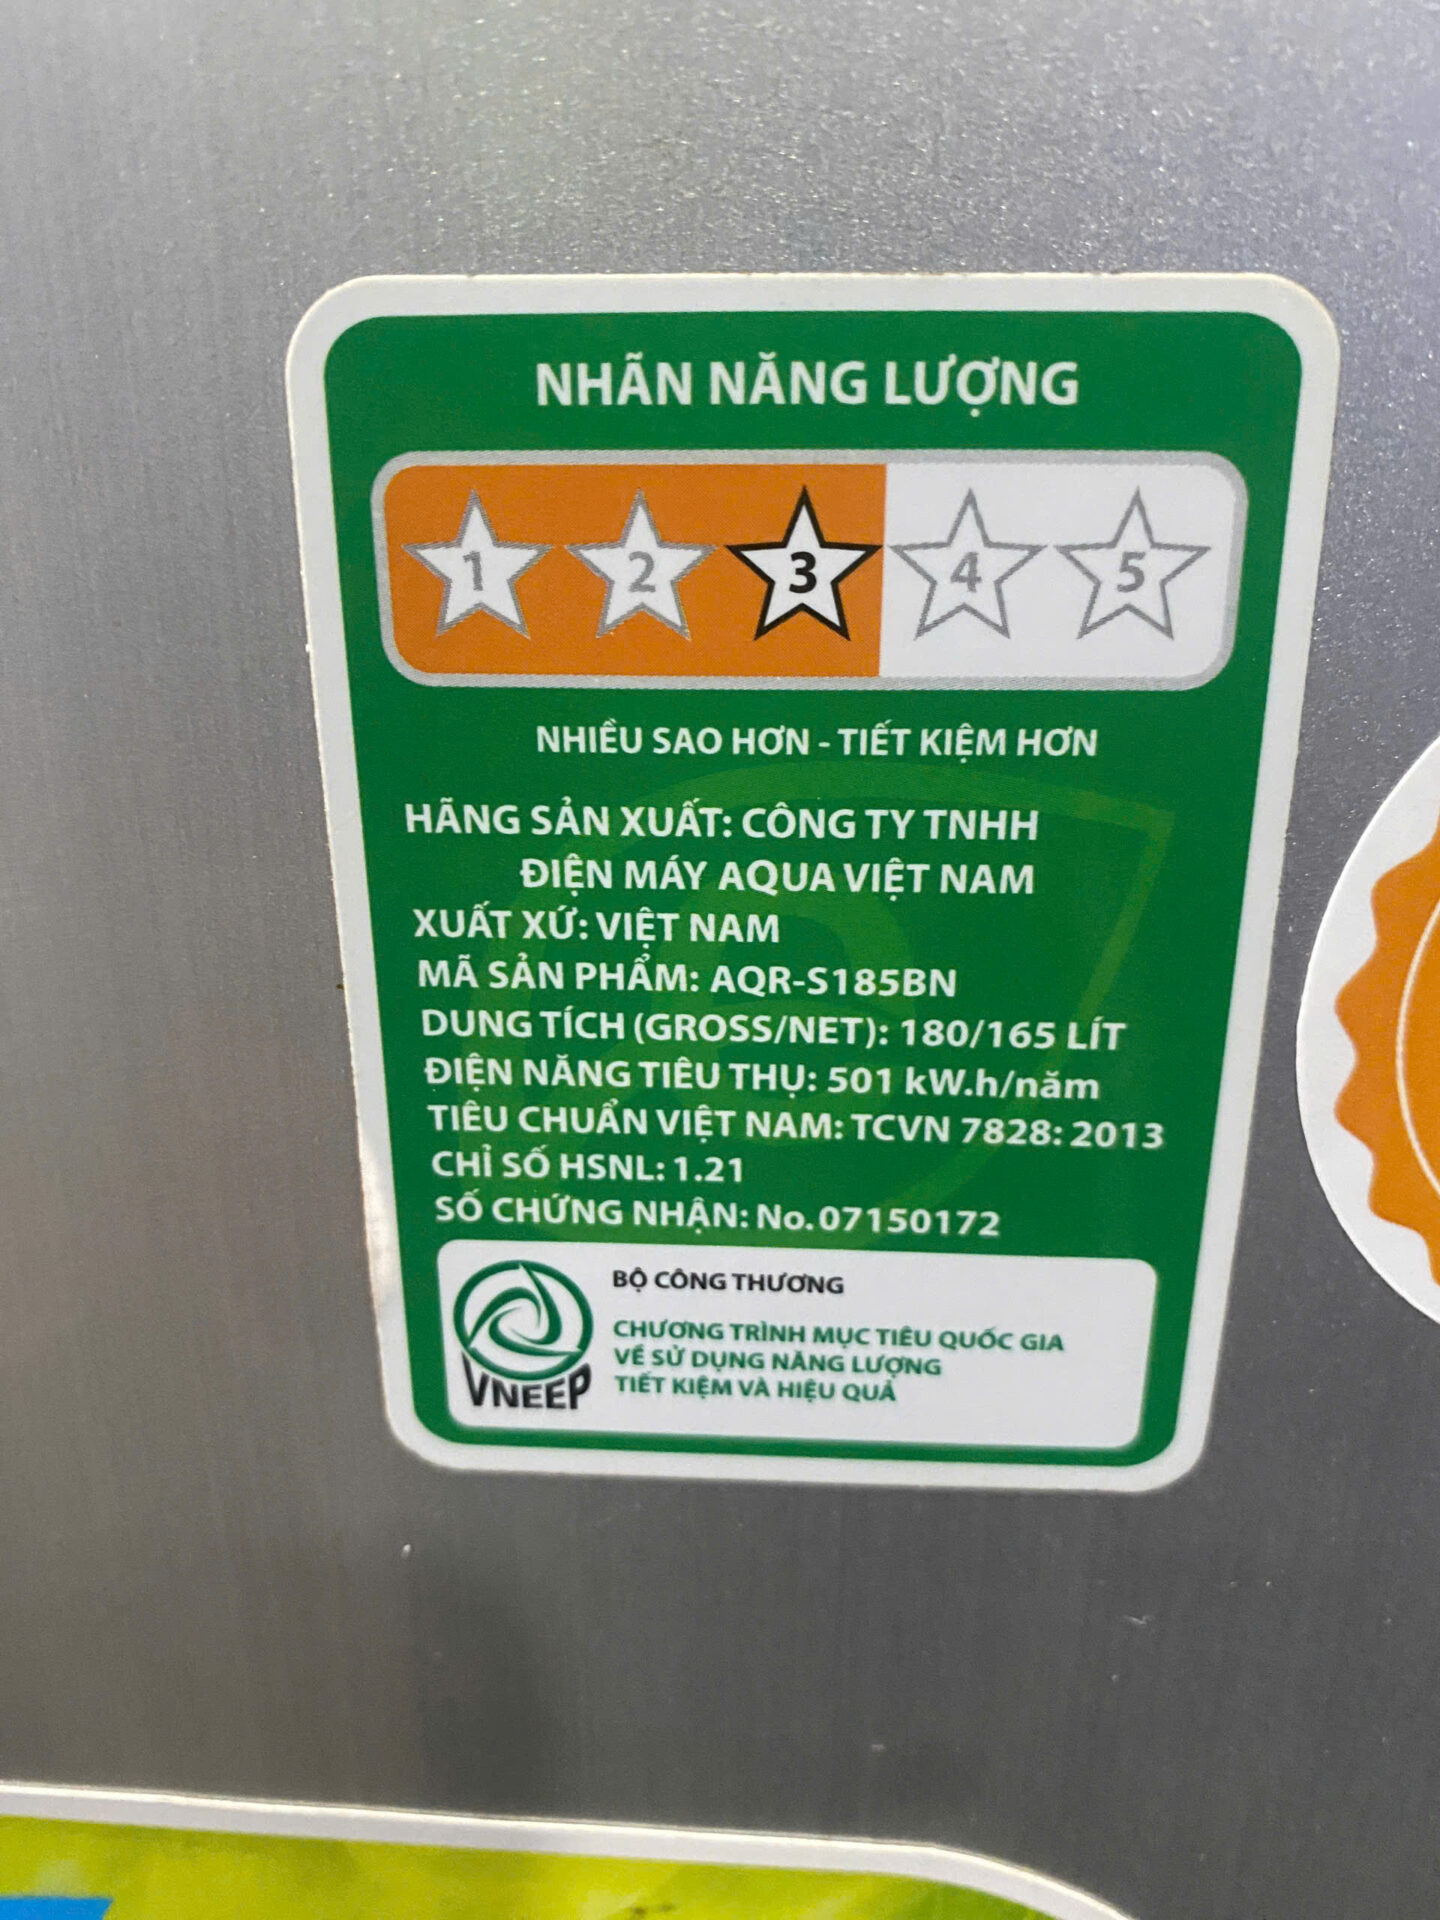 NHÃN NĂNG LƯỢNG
1 2 3 4 5
NHIỀU SAO HƠN - TIẾT KIỆM HƠN
HÃNG SẢN XUẤT: CÔNG TY TNHH
ĐIỆN MÁY AQUA VIỆT NAM
XUẤT XỨ: VIỆT NAM
MÃ SẢN PHẨM: AQR-S185BN
DUNG TÍCH (GROSS/NET): 180/165 LÍT
ĐIỆN NĂNG TIÊU THỤ: 501 kW.h/năm
TIÊU CHUẨN VIỆT NAM: TCVN 7828: 2013
CHỈ SỐ HSNL: 1.21
SỐ CHỨNG NHẬN: No.07150172
BỘ CÔNG THƯƠNG
CHƯƠNG TRÌNH MỤC TIÊU QUỐC GIA
VỀ SỬ DỤNG NĂNG LƯỢNG
TIẾT KIỆM VÀ HIỆU QUẢ
VNEEP